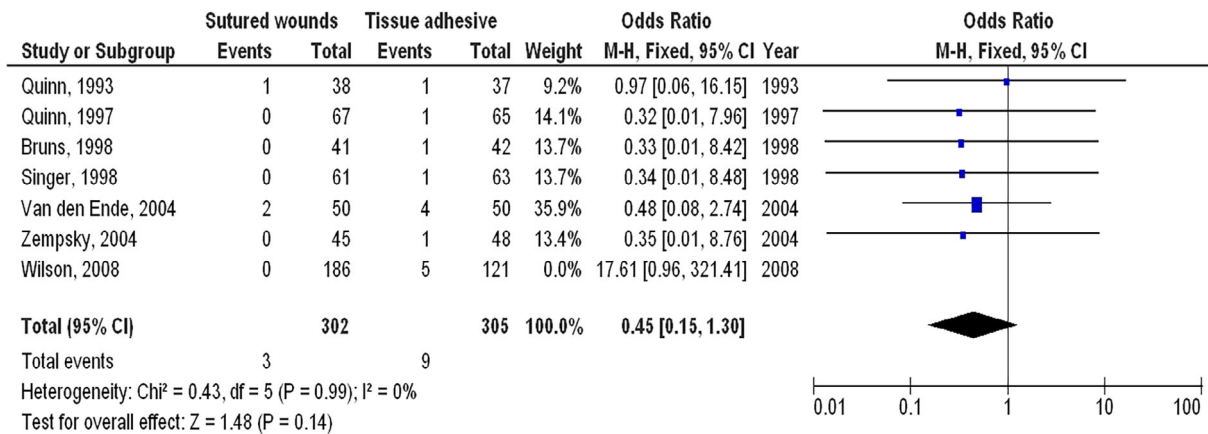 Sutured wounds Tissue adhesive Odds Ratio Odds Ratio
Study or Subgroup Events Total Events Total Weight M-H, Fixed, 95% CI Year M-H, Fixed, 95% CI
Quinn, 1993 1 38 1 37 9.2% 0.97 [0.06, 16.15] 1993
Quinn, 1997 0 67 1 65 14.1% 0.32 [0.01, 7.96] 1997
Bruns, 1998 0 41 1 42 13.7% 0.33 [0.01, 8.42] 1998
Singer, 1998 0 61 1 63 13.7% 0.34 [0.01, 8.48] 1998
Van den Ende, 2004 2 50 4 50 35.9% 0.48 [0.08, 2.74] 2004
Zempsky, 2004 0 45 1 48 13.4% 0.35 [0.01, 8.76] 2004
Wilson, 2008 0 186 5 121 0.0% 17.61 [0.96, 321.41] 2008
Total (95% CI) 302 305 100.0% 0.45 [0.15, 1.30]
Total events 3 9
Heterogeneity: Chi² = 0.43, df = 5 (P = 0.99); I² = 0%
Test for overall effect: Z = 1.48 (P = 0.14)
0.01 0.1 1 10 100